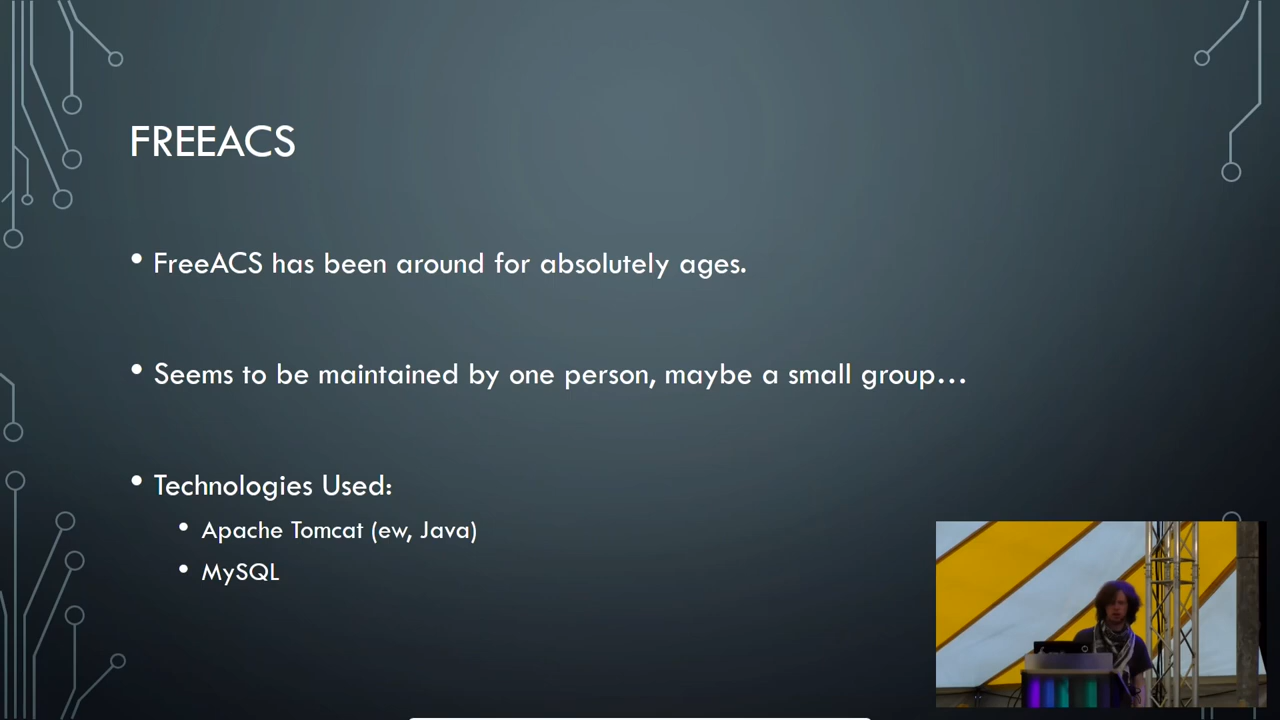 FREEACS
• FreeACS has been around for absolutely ages.
• Seems to be maintained by one person, maybe a small group…
• Technologies Used:
• Apache Tomcat (ew, Java)
• MySQL